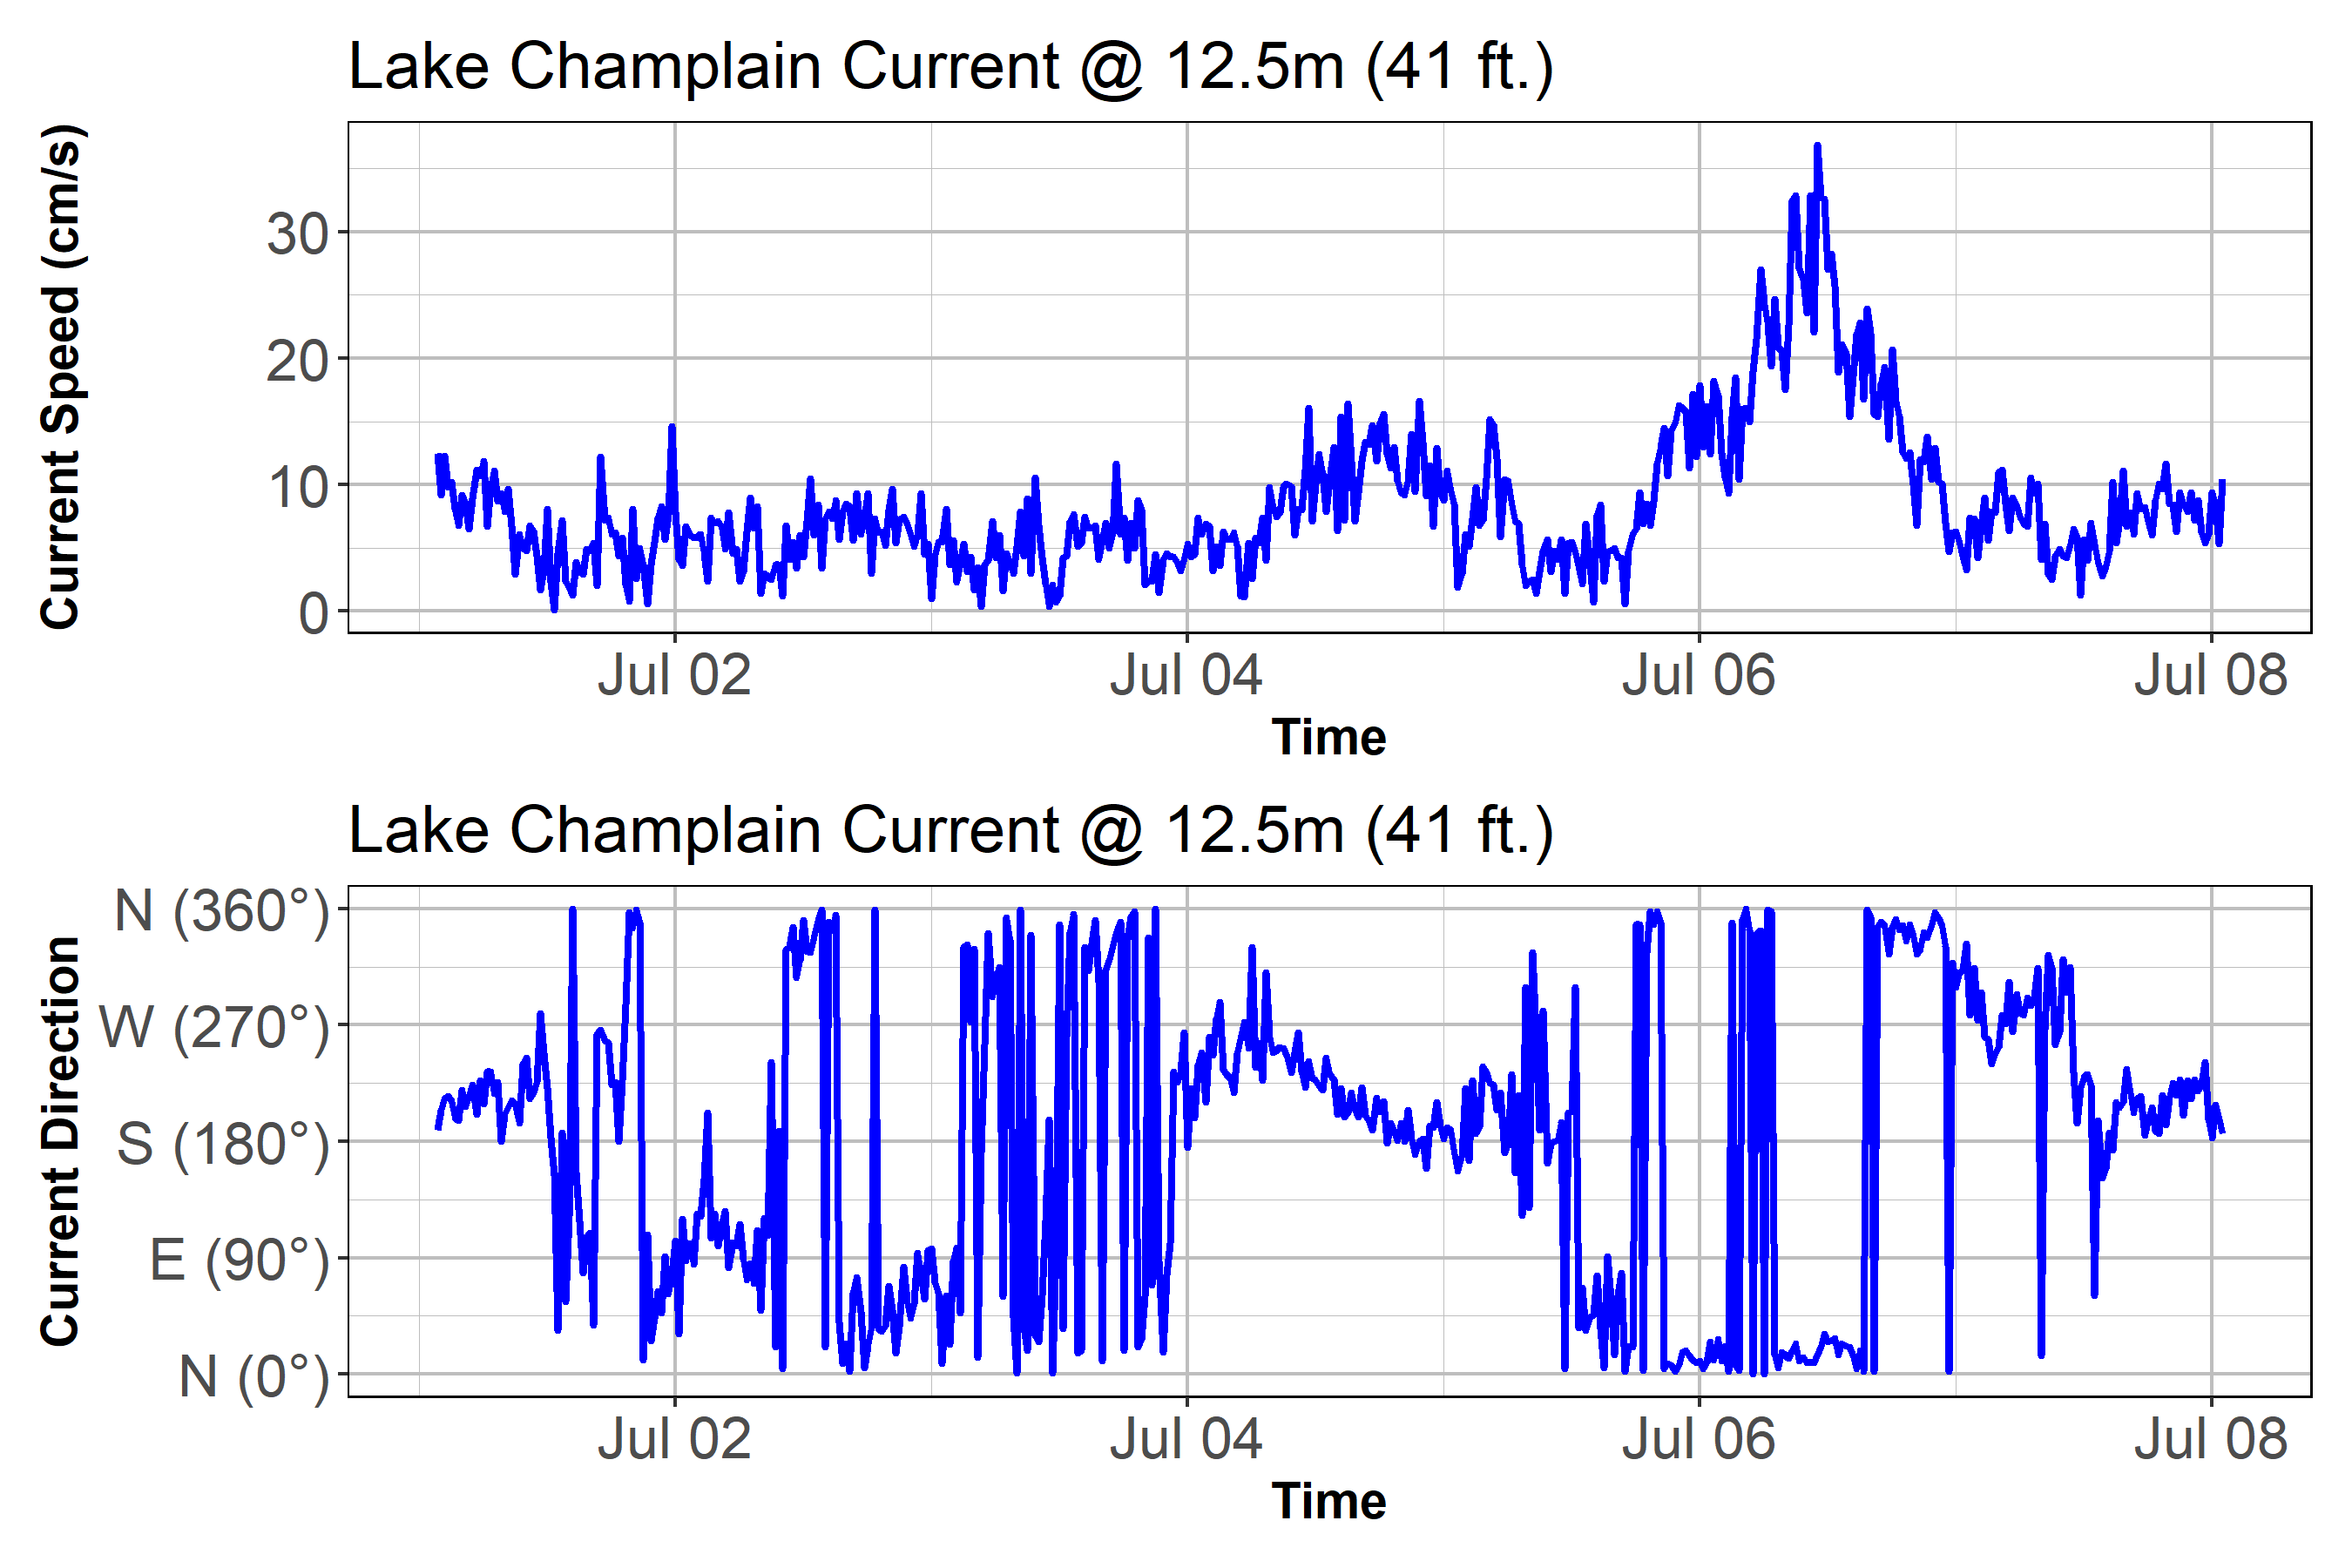 Lake Champlain Current @ 12.5m (41 ft.)
Current Speed (cm/s)
30
20
10
0
Jul 02 Jul 04 Jul 06 Jul 08
Time
Lake Champlain Current @ 12.5m (41 ft.)
Current Direction
N (360°)
W (270°)
S (180°)
E (90°)
N (0°)
Jul 02 Jul 04 Jul 06 Jul 08
Time